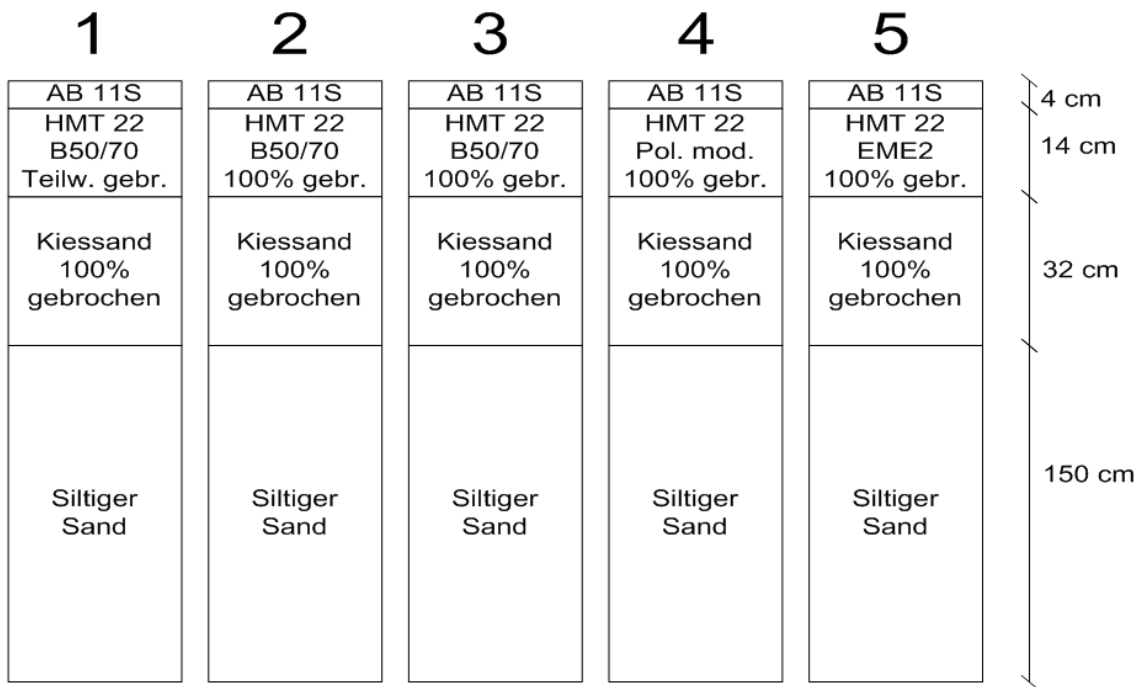 1 2 3 4 5
AB 11S AB 11S AB 11S AB 11S AB 11S
4 cm
HMT 22 HMT 22 HMT 22 HMT 22 HMT 22
B50/70 B50/70 B50/70 Pol. mod. EME2
14 cm
Teilw. gebr. 100% gebr. 100% gebr. 100% gebr. 100% gebr.
Kiessand Kiessand Kiessand Kiessand Kiessand
100% 100% 100% 100% 100%
32 cm
gebrochen gebrochen gebrochen gebrochen gebrochen
150 cm
Siltiger Siltiger Siltiger Siltiger Siltiger
Sand Sand Sand Sand Sand